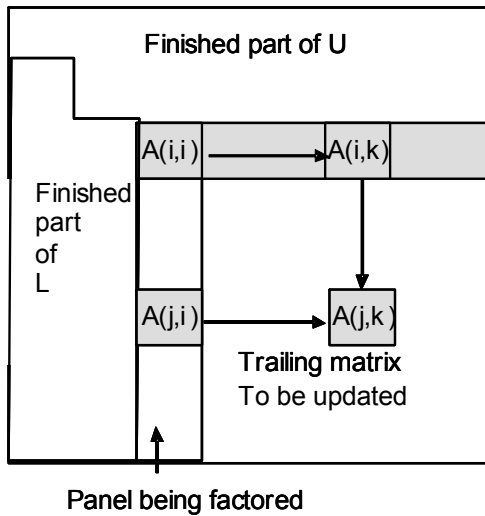 Finished part of U
A(i,i)
A(i,k)
Finished
part
of
L
A(j,i)
A(j,k)
Trailing matrix
To be updated
Panel being factored